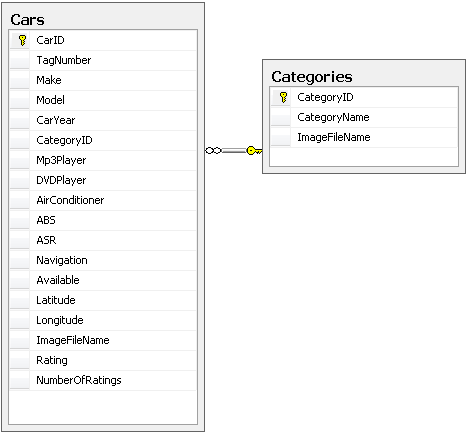 Cars
CarID
TagNumber
Make
Model
CarYear
CategoryID
Mp3Player
DVDPlayer
AirConditioner
ABS
ASR
Navigation
Available
Latitude
Longitude
ImageFileName
Rating
NumberOfRatings
Categories
CategoryID
CategoryName
ImageFileName